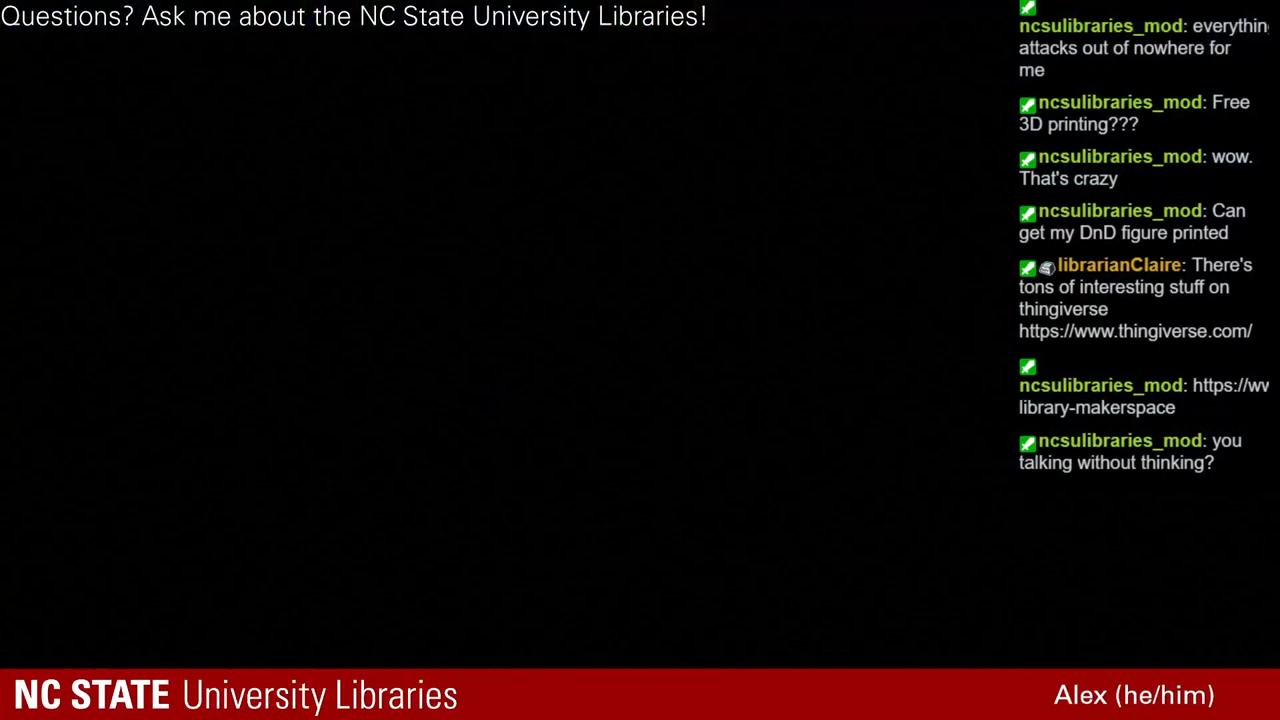 Questions? Ask me about the NC State University Libraries!
ncsulibraries_mod: everythin
attacks out of nowhere for
me
ncsulibraries_mod: Free
3D printing???
ncsulibraries_mod: wow.
That's crazy
ncsulibraries_mod: Can
get my DnD figure printed
librarianClaire: There's
tons of interesting stuff on
thingiverse
https://www.thingiverse.com/
ncsulibraries_mod: https://ww
library-makerspace
ncsulibraries_mod: you
talking without thinking?
NC STATE University Libraries
Alex (he/him)